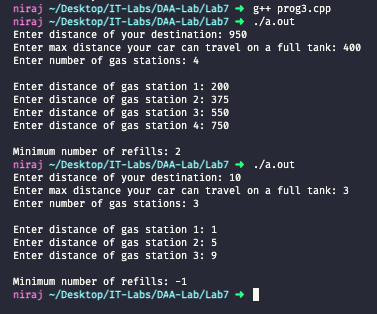 niraj ~/Desktop/IT-Labs/DAA-Lab/Lab7 ➜ g++ prog3.cpp
niraj ~/Desktop/IT-Labs/DAA-Lab/Lab7 ➜ ./a.out
Enter distance of your destination: 950
Enter max distance your car can travel on a full tank: 400
Enter number of gas stations: 4
Enter distance of gas station 1: 200
Enter distance of gas station 2: 375
Enter distance of gas station 3: 550
Enter distance of gas station 4: 750
Minimum number of refills: 2
niraj ~/Desktop/IT-Labs/DAA-Lab/Lab7 ➜ ./a.out
Enter distance of your destination: 10
Enter max distance your car can travel on a full tank: 3
Enter number of gas stations: 3
Enter distance of gas station 1: 1
Enter distance of gas station 2: 5
Enter distance of gas station 3: 9
Minimum number of refills: -1
niraj ~/Desktop/IT-Labs/DAA-Lab/Lab7 ➜